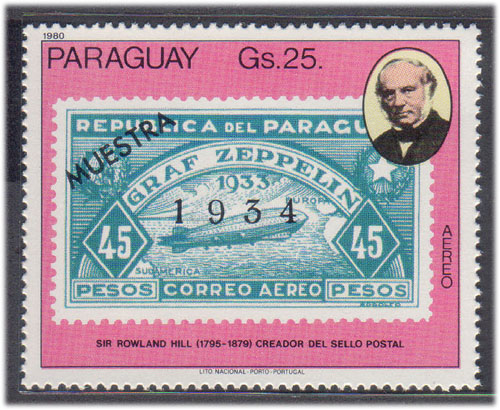 1980
PARAGUAY Gs.25.
REPUBLICA DEL PARAGU
MUESTRA
GRAF ZEPPELIN
1933
EUROPA
1934
45 45
SUDAMERICA
PESOS CORREO AEREO PESOS
AEREO
SIR ROWLAND HILL (1795-1879) CREADOR DEL SELLO POSTAL
LITO. NACIONAL - PORTO - PORTUGAL